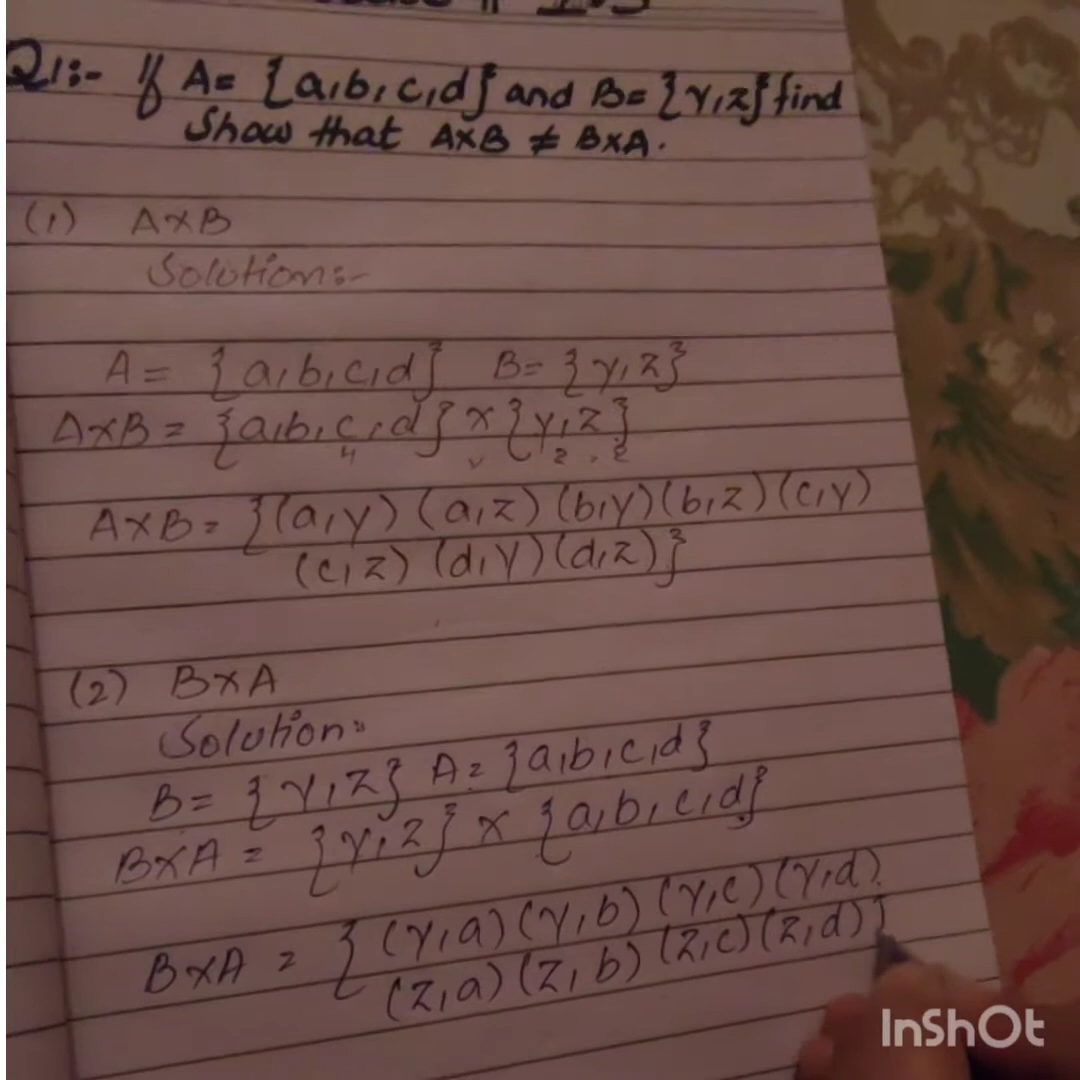 Q1:- If A= {a,b,c,d} and B= {y,z} find
Show that A×B ≠ B×A.
(1) A×B
Solution:-
A= {a,b,c,d} B= {y,z}
A×B = {a,b,c,d} × {y,z}
A×B = {(a,y) (a,z) (b,y) (b,z) (c,y)
(c,z) (d,y) (d,z)}
(2) B×A
Solution:
B= {y,z} A= {a,b,c,d}
B×A = {y,z} × {a,b,c,d}
B×A = { (y,a) (y,b) (y,c) (y,d)
(z,a) (z,b) (z,c) (z,d)}
InShOt